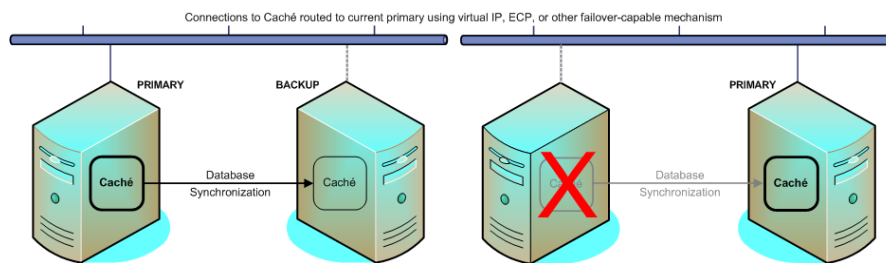 Connections to Caché routed to current primary using virtual IP, ECP, or other failover-capable mechanism
PRIMARY
BACKUP
Caché
Database
Synchronization
Caché
PRIMARY
Caché
Database
Synchronization
Caché